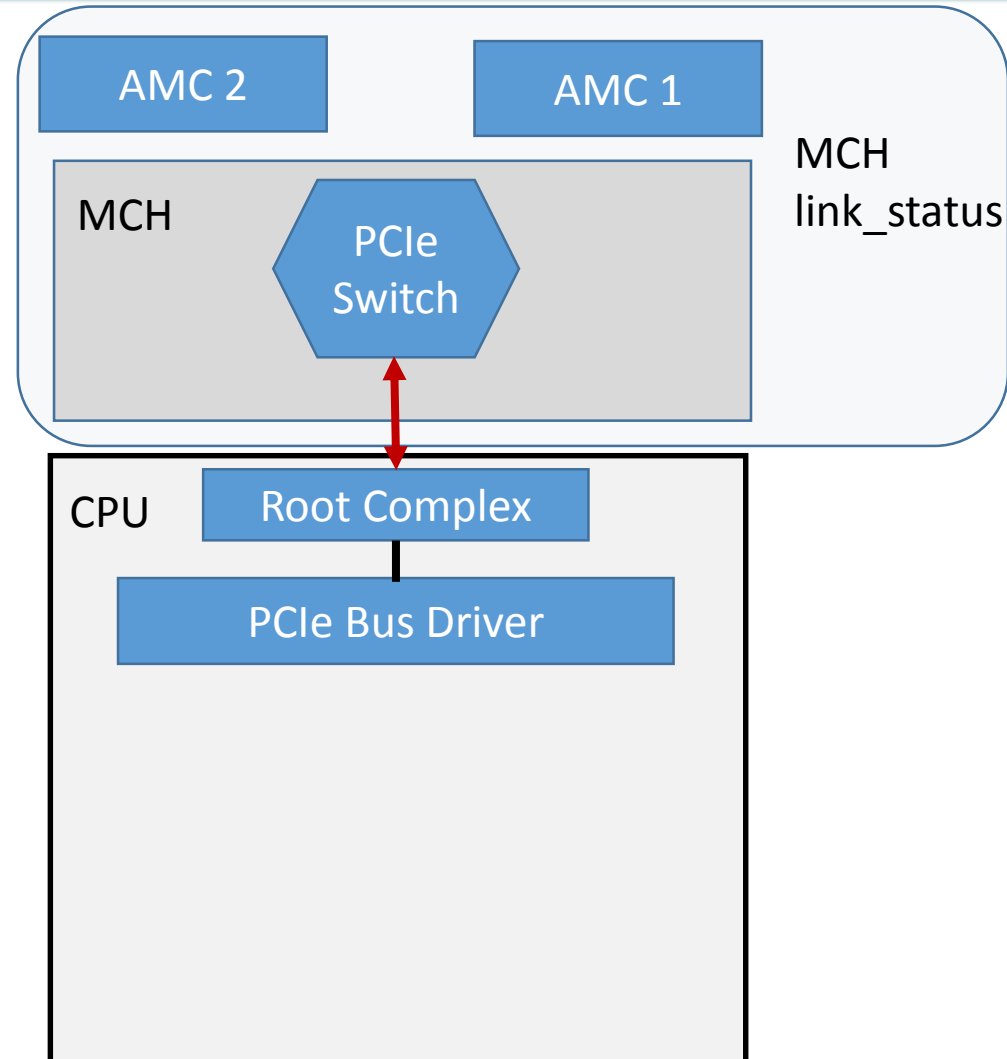 AMC 2
AMC 1
MCH
link_status
MCH
PCIe
Switch
CPU
Root Complex
PCIe Bus Driver